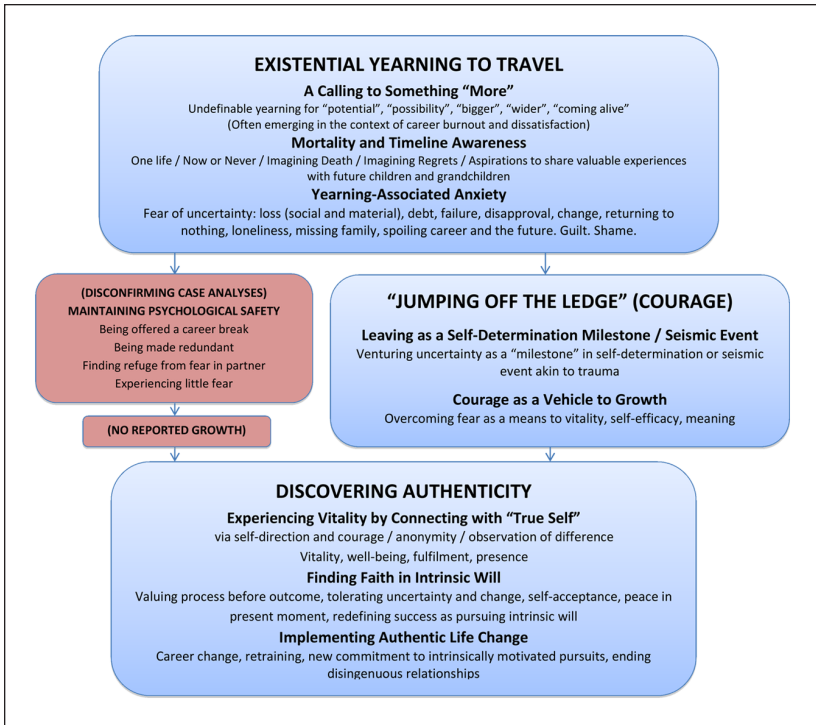 EXISTENTIAL YEARNING TO TRAVEL
A Calling to Something “More”
Undefinable yearning for “potential”, “possibility”, “bigger”, “wider”, “coming alive”
(Often emerging in the context of career burnout and dissatisfaction)
Mortality and Timeline Awareness
One life / Now or Never / Imagining Death / Imagining Regrets / Aspirations to share valuable experiences
with future children and grandchildren
Yearning-Associated Anxiety
Fear of uncertainty: loss (social and material), debt, failure, disapproval, change, returning to
nothing, loneliness, missing family, spoiling career and the future. Guilt. Shame.
(DISCONFIRMING CASE ANALYSES)
MAINTAINING PSYCHOLOGICAL SAFETY
Being offered a career break
Being made redundant
Finding refuge from fear in partner
Experiencing little fear
(NO REPORTED GROWTH)
“JUMPING OFF THE LEDGE” (COURAGE)
Leaving as a Self-Determination Milestone / Seismic Event
Venturing uncertainty as a “milestone” in self-determination or seismic
event akin to trauma
Courage as a Vehicle to Growth
Overcoming fear as a means to vitality, self-efficacy, meaning
DISCOVERING AUTHENTICITY
Experiencing Vitality by Connecting with “True Self”
via self-direction and courage / anonymity / observation of difference
Vitality, well-being, fulfilment, presence
Finding Faith in Intrinsic Will
Valuing process before outcome, tolerating uncertainty and change, self-acceptance, peace in
present moment, redefining success as pursuing intrinsic will
Implementing Authentic Life Change
Career change, retraining, new commitment to intrinsically motivated pursuits, ending
disingenuous relationships